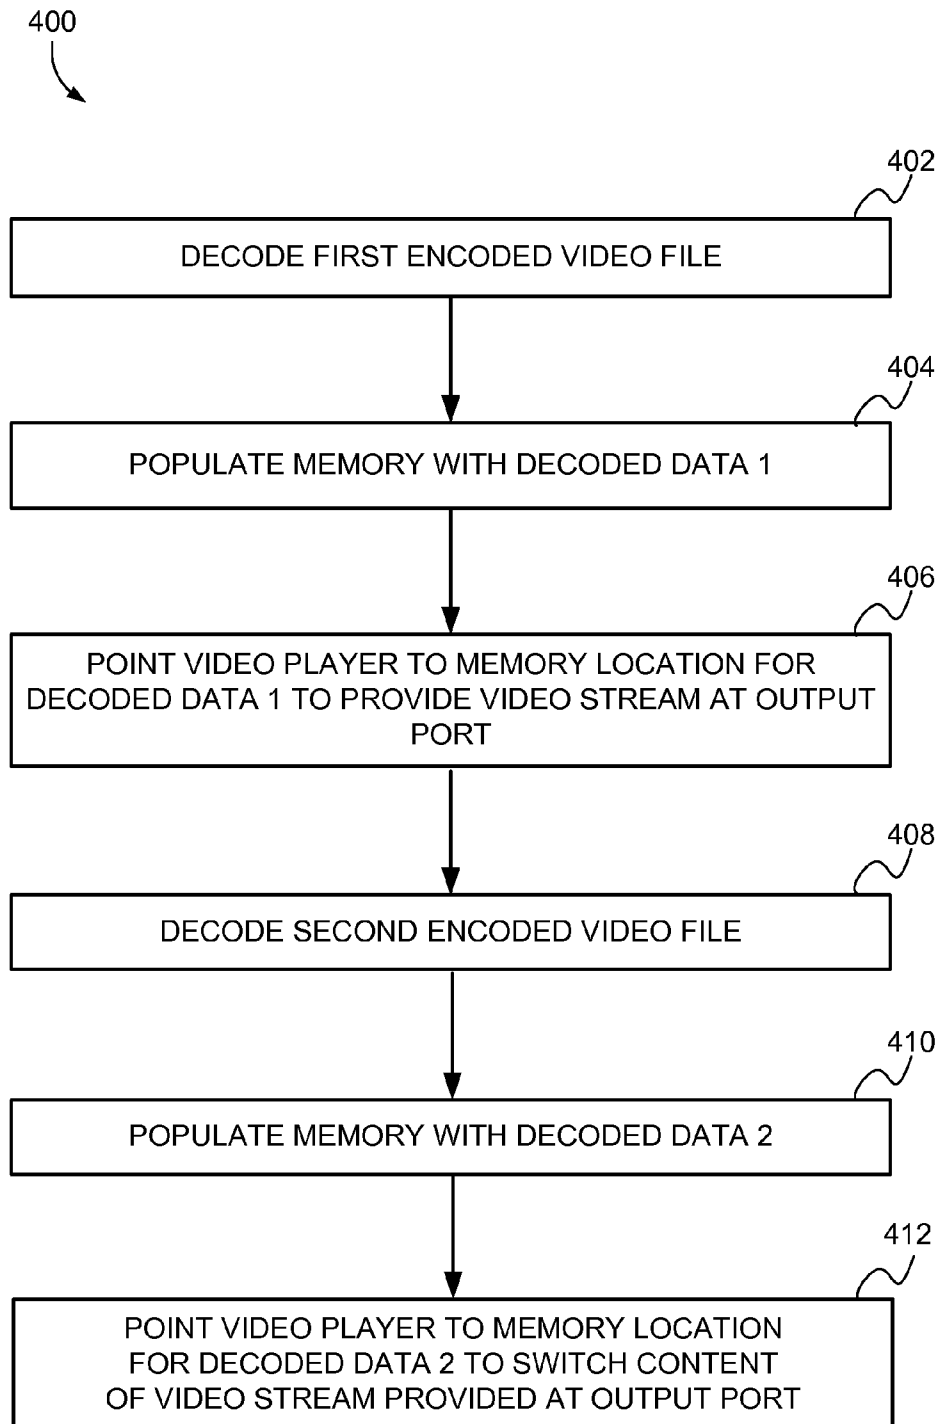 400
402
DECODE FIRST ENCODED VIDEO FILE
404
POPULATE MEMORY WITH DECODED DATA 1
406
POINT VIDEO PLAYER TO MEMORY LOCATION FOR
DECODED DATA 1 TO PROVIDE VIDEO STREAM AT OUTPUT
PORT
408
DECODE SECOND ENCODED VIDEO FILE
410
POPULATE MEMORY WITH DECODED DATA 2
412
POINT VIDEO PLAYER TO MEMORY LOCATION
FOR DECODED DATA 2 TO SWITCH CONTENT
OF VIDEO STREAM PROVIDED AT OUTPUT PORT